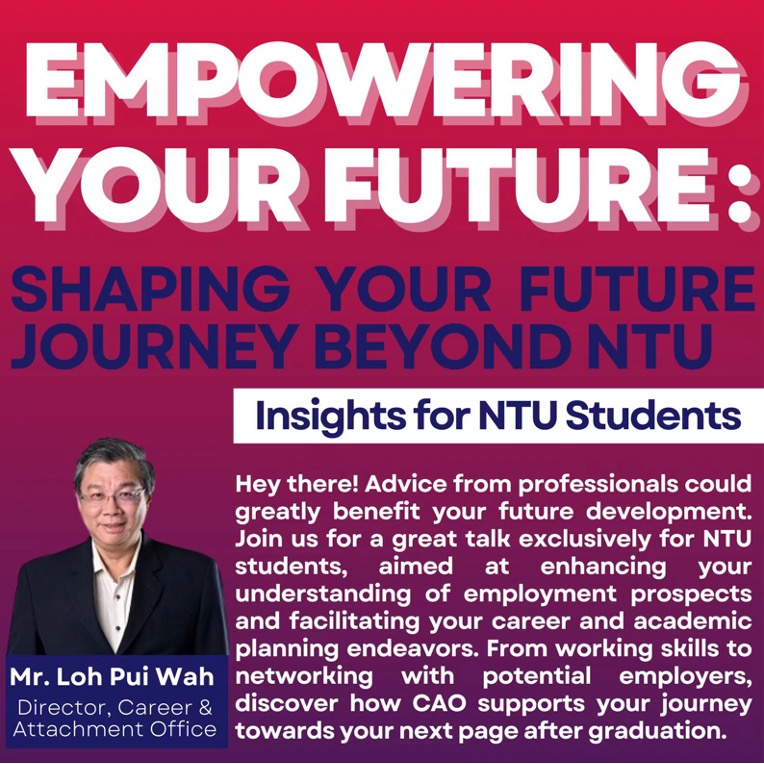 EMPOWERING
YOUR FUTURE:
SHAPING YOUR FUTURE
JOURNEY BEYOND NTU
Insights for NTU Students
Hey there! Advice from professionals could
greatly benefit your future development.
Join us for a great talk exclusively for NTU
students, aimed at enhancing your
understanding of employment prospects
and facilitating your career and academic
planning endeavors. From working skills to
networking with potential employers,
discover how CAO supports your journey
towards your next page after graduation.
Mr. Loh Pui Wah
Director, Career &
Attachment Office